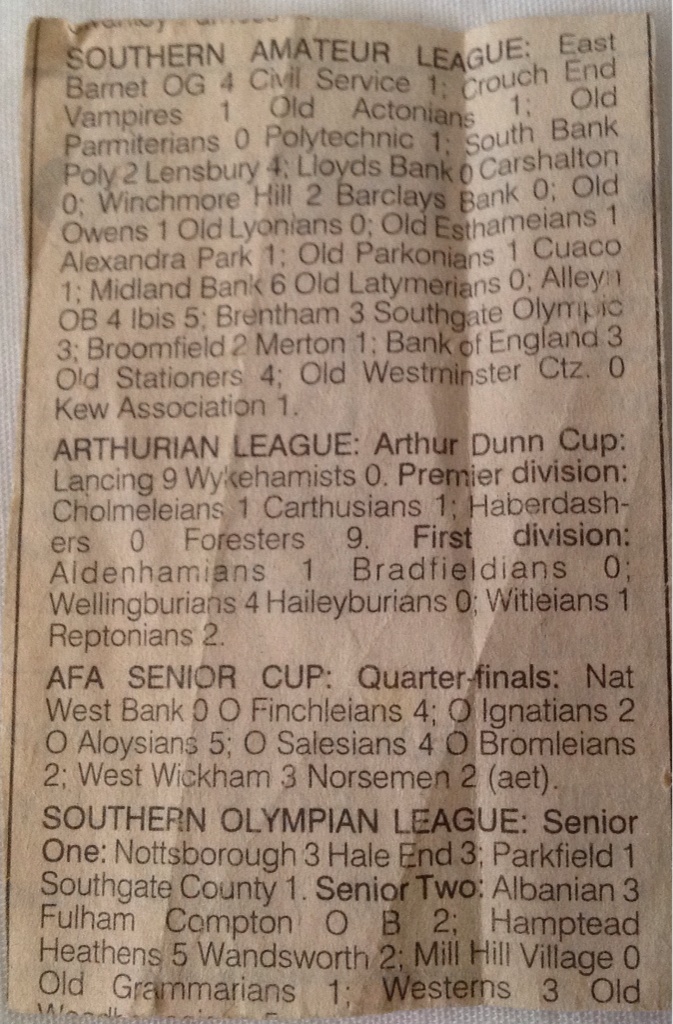 SOUTHERN AMATEUR LEAGUE: East
Barnet OG 4 Civil Service 1; Crouch End
Vampires 1 Old Actonians 1; Old
Parmiterians 0 Polytechnic 1; South Bank
Poly 2 Lensbury 4; Lloyds Bank 0 Carshalton
0; Winchmore Hill 2 Barclays Bank 0; Old
Owens 1 Old Lyonians 0; Old Esthameians 1
Alexandra Park 1; Old Parkonians 1 Cuaco
1; Midland Bank 6 Old Latymerians 0; Alleyn
OB 4 Ibis 5; Brentham 3 Southgate Olympic
3; Broomfield 2 Merton 1; Bank of England 3
Old Stationers 4; Old Westminster Ctz. 0
Kew Association 1.
ARTHURIAN LEAGUE: Arthur Dunn Cup:
Lancing 9 Wykehamists 0. Premier division:
Cholmeleians 1 Carthusians 1; Haberdash-
ers 0 Foresters 9. First division:
Aldenhamians 1 Bradfieldians 0;
Wellingburians 4 Haileyburians 0; Witleians 1
Reptonians 2.
AFA SENIOR CUP: Quarter-finals: Nat
West Bank 0 O Finchleians 4; O Ignatians 2
O Aloysians 5; O Salesians 4 O Bromleians
2; West Wickham 3 Norsemen 2 (aet).
SOUTHERN OLYMPIAN LEAGUE: Senior
One: Nottsborough 3 Hale End 3; Parkfield 1
Southgate County 1. Senior Two: Albanian 3
Fulham Compton O B 2; Hamptead
Heathens 5 Wandsworth 2; Mill Hill Village 0
Old Grammarians 1; Westerns 3 Old